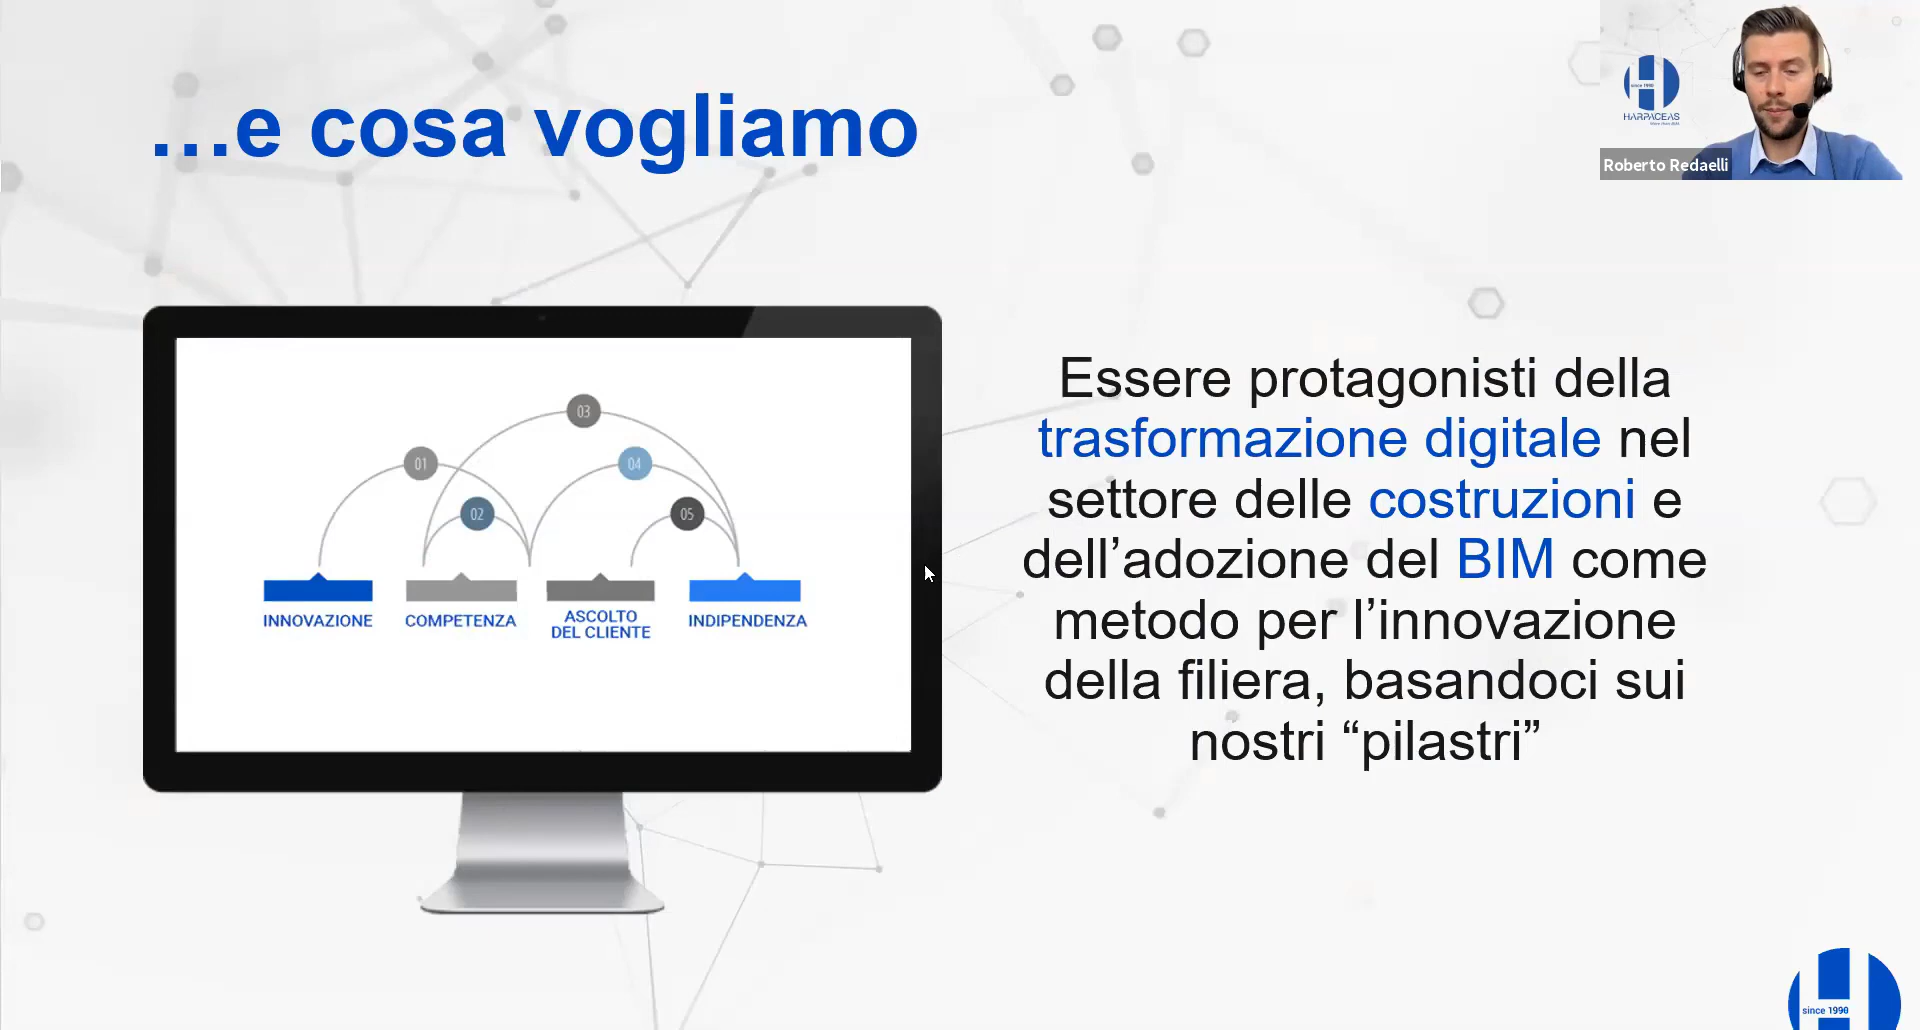 …e cosa vogliamo
since 1990
HARPACEAS
Roberto Redaelli
03
01
04
02
05
INNOVAZIONE
COMPETENZA
ASCOLTO
DEL CLIENTE
INDIPENDENZA
Essere protagonisti della
trasformazione digitale nel
settore delle costruzioni e
dell’adozione del BIM come
metodo per l’innovazione
della filiera, basandoci sui
nostri “pilastri”
since 1990